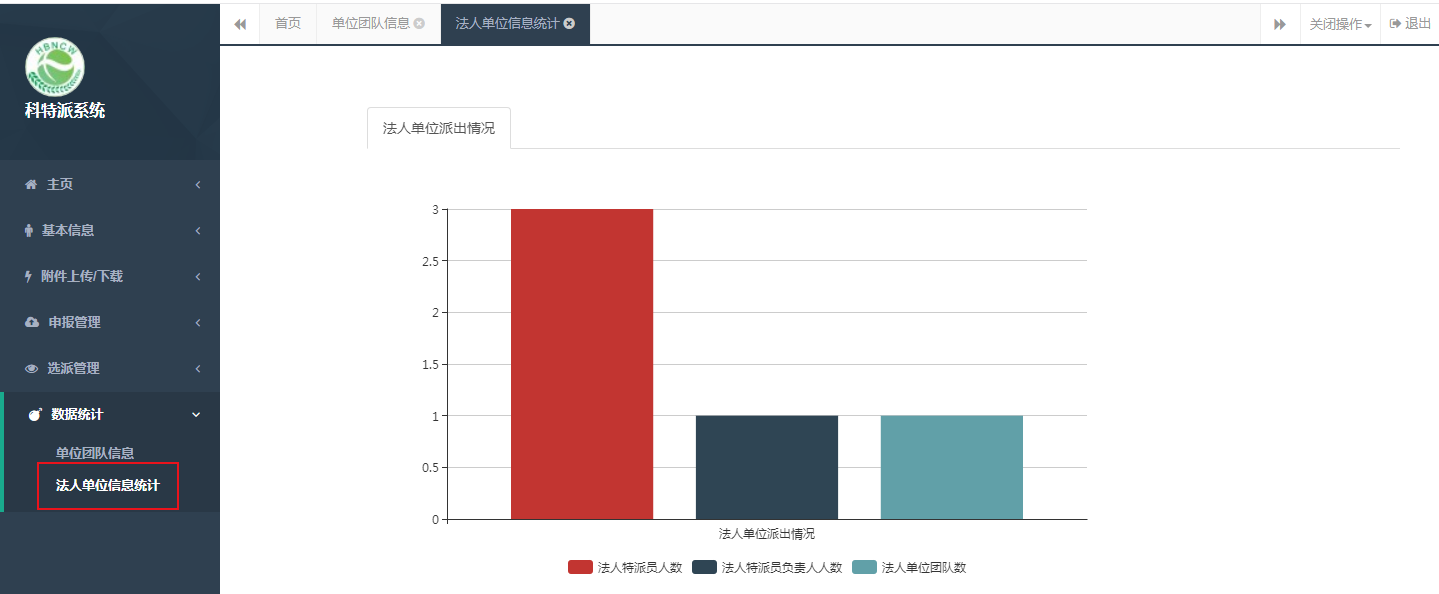 首页
单位团队信息
法人单位信息统计
关闭操作
退出
HBNCW
科特派系统
主页
基本信息
附件上传/下载
申报管理
选派管理
数据统计
单位团队信息
法人单位信息统计
法人单位派出情况
3
2.5
2
1.5
1
0.5
0
法人单位派出情况
法人特派员人数
法人特派员负责人人数
法人单位团队数